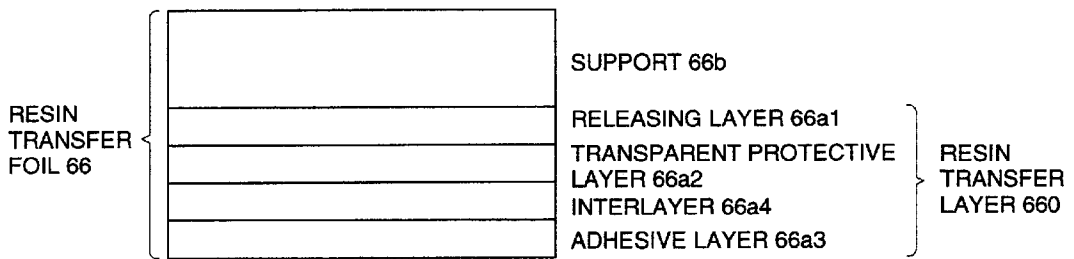 RESIN
TRANSFER
FOIL 66
SUPPORT 66b
RELEASING LAYER 66a1
TRANSPARENT PROTECTIVE
LAYER 66a2
INTERLAYER 66a4
ADHESIVE LAYER 66a3
RESIN
TRANSFER
LAYER 660